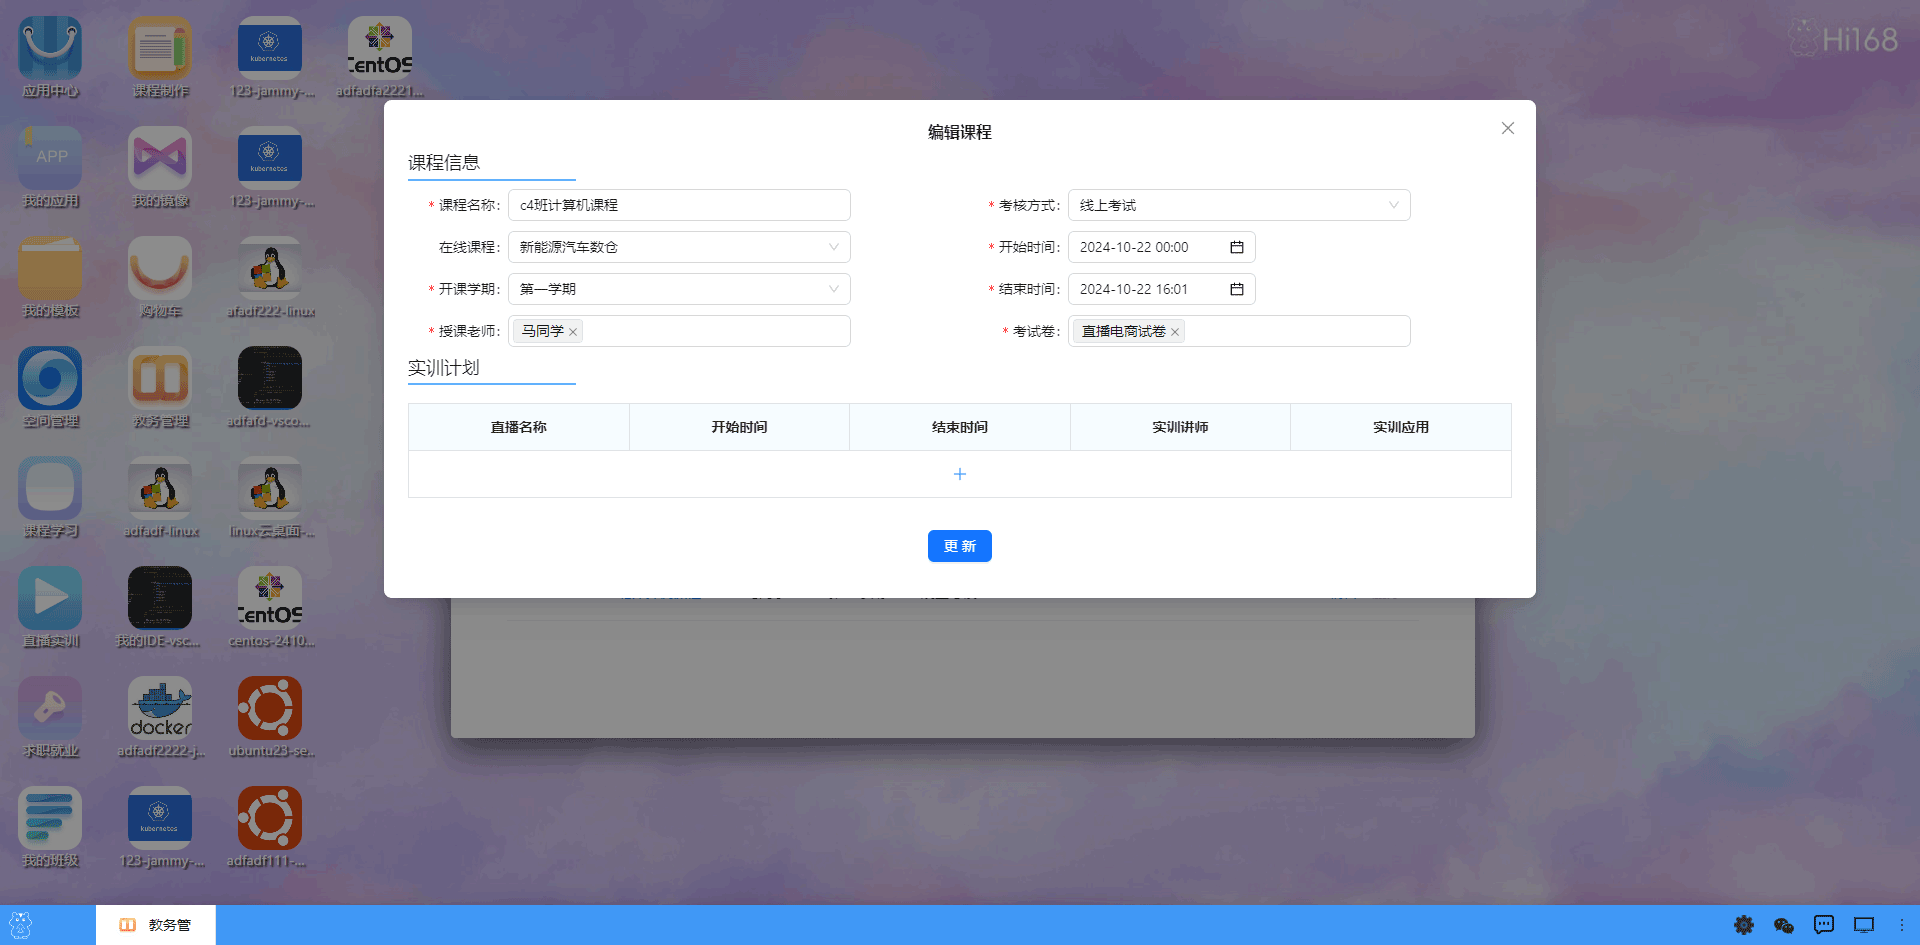 Hi168
应用中心
课程制作
123-jammy-...
adfadfa2221...
kubernetes
CentOS
APP
我的应用
我的镜像
123-jammy-...
kubernetes
我的模板
购物车
afadf222-linux
空间管理
教务管理
adfafd-vsco...
课程学习
adfadf-linux
linux云桌面-...
直播实训
我的IDE-vsc...
centos-2410...
CentOS
求职就业
adfadf2222-j...
ubuntu23-se...
docker
我的班级
123-jammy-...
adfadf111-...
kubernetes
编辑课程
课程信息
* 课程名称: c4班计算机课程
* 考核方式: 线上考试
在线课程: 新能源汽车数仓
* 开始时间: 2024-10-22 00:00
* 开课学期: 第一学期
* 结束时间: 2024-10-22 16:01
* 授课老师: 马同学
* 考试卷: 直播电商试卷
实训计划
直播名称 开始时间 结束时间 实训讲师 实训应用
更 新
教务管